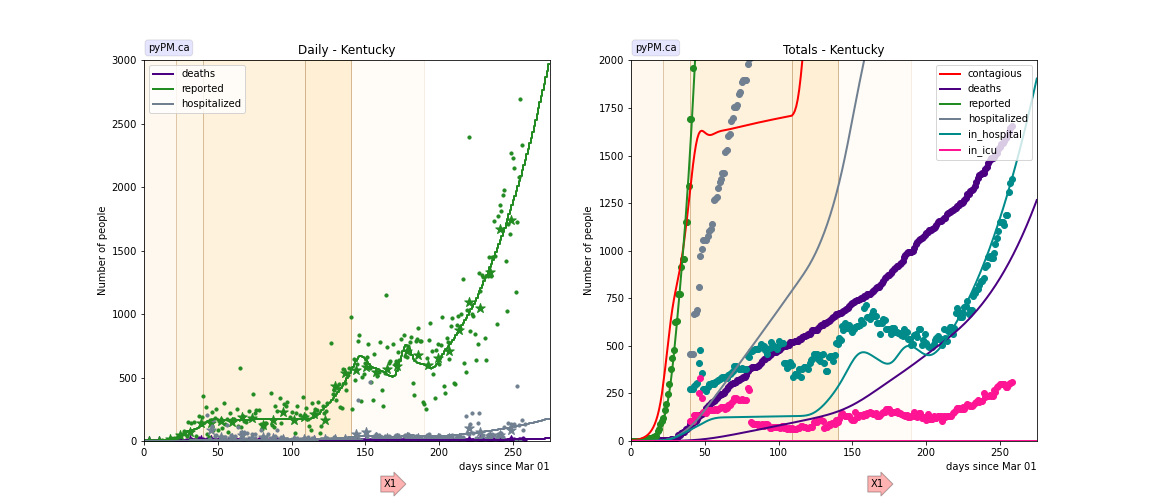 pyPM.ca
Daily - Kentucky
3000
2500
2000
1500
1000
500
0
Number of people
deaths
reported
hospitalized
0
50
100
150
200
250
days since Mar 01
X1
pyPM.ca
Totals - Kentucky
2000
1750
1500
1250
1000
750
500
250
0
Number of people
contagious
deaths
reported
hospitalized
in_hospital
in_icu
0
50
100
150
200
250
days since Mar 01
X1